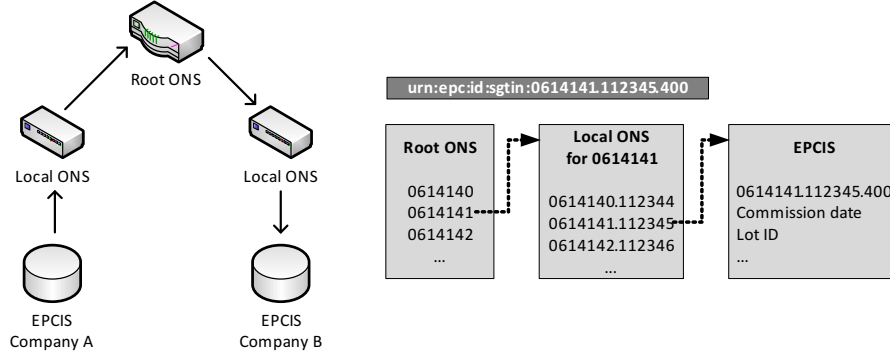 Root ONS
Local ONS
Local ONS
EPCIS
Company A
EPCIS
Company B
urn:epc:id:sgtin:0614141.112345.400
Root ONS
0614140
0614141
0614142
...
Local ONS
for 0614141
0614140.112344
0614141.112345
0614142.112346
...
EPCIS
0614141.112345.400
Commission date
Lot ID
...